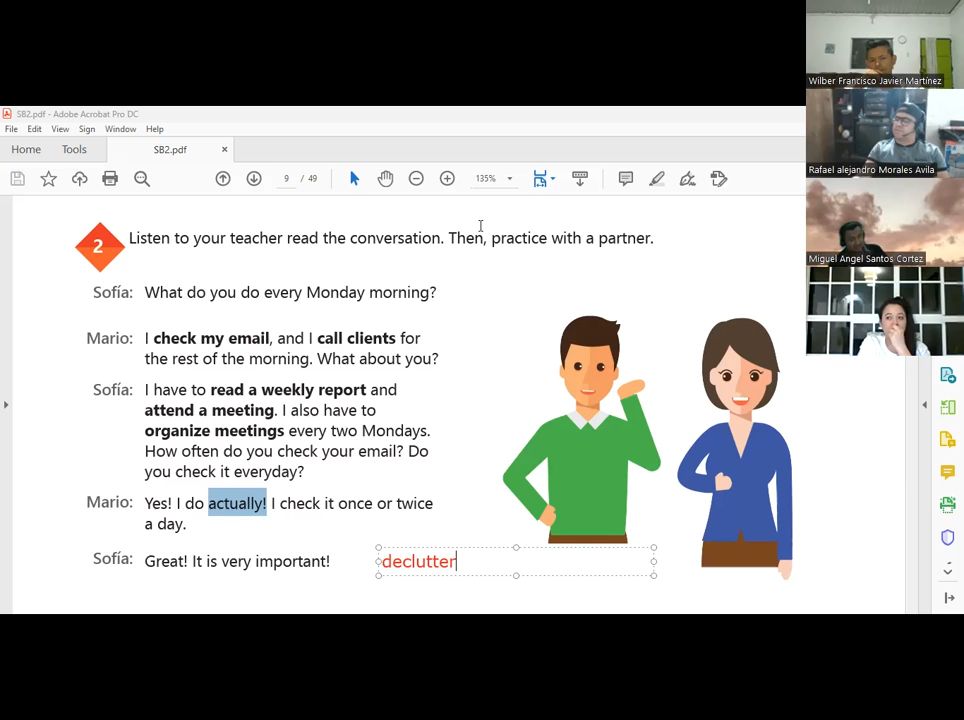 SB2.pdf - Adobe Acrobat Pro DC
File Edit View Sign Window Help
Home Tools SB2.pdf ×
9 / 49 135%
2 Listen to your teacher read the conversation. Then, practice with a partner.
Sofía: What do you do every Monday morning?
Mario: I check my email, and I call clients for
the rest of the morning. What about you?
Sofía: I have to read a weekly report and
attend a meeting. I also have to
organize meetings every two Mondays.
How often do you check your email? Do
you check it everyday?
Mario: Yes! I do actually! I check it once or twice
a day.
Sofía: Great! It is very important!
declutter
Wilber Francisco Javier Martínez
Rafael alejandro Morales Avila
Miguel Angel Santos Cortez